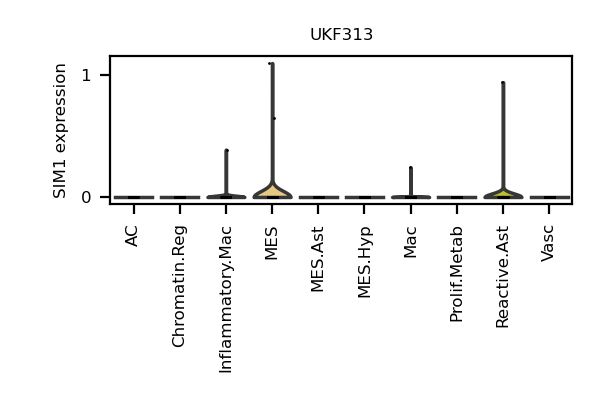 UKF313
SIM1 expression
1
0
AC
Chromatin.Reg
Inflammatory.Mac
MES
MES.Ast
MES.Hyp
Mac
Prolif.Metab
Reactive.Ast
Vasc